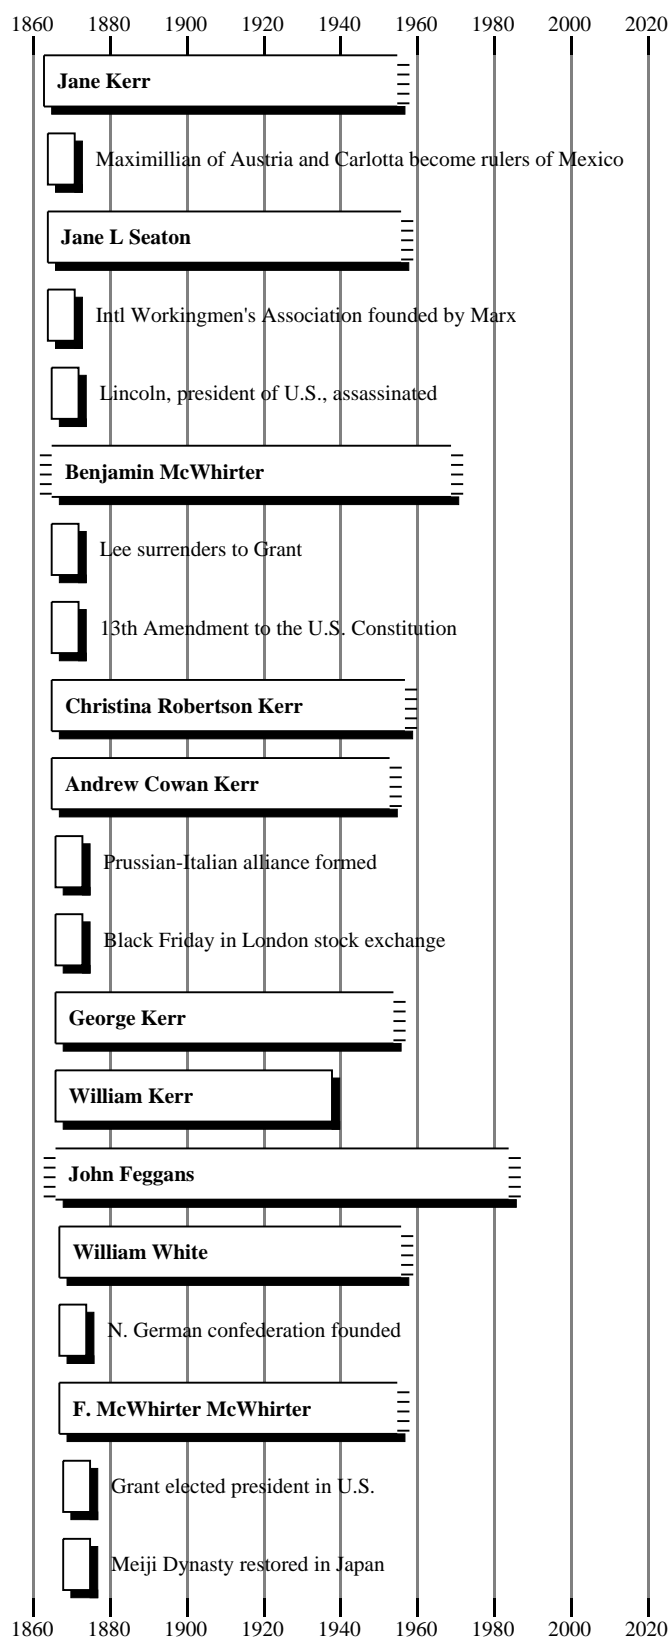 1860 1880 1900 1920 1940 1960 1980 2000 2020
Jane Kerr
Maximillian of Austria and Carlotta become rulers of Mexico
Jane L Seaton
Intl Workingmen's Association founded by Marx
Lincoln, president of U.S., assassinated
Benjamin McWhirter
Lee surrenders to Grant
13th Amendment to the U.S. Constitution
Christina Robertson Kerr
Andrew Cowan Kerr
Prussian-Italian alliance formed
Black Friday in London stock exchange
George Kerr
William Kerr
John Feggans
William White
N. German confederation founded
F. McWhirter McWhirter
Grant elected president in U.S.
Meiji Dynasty restored in Japan
1860 1880 1900 1920 1940 1960 1980 2000 2020